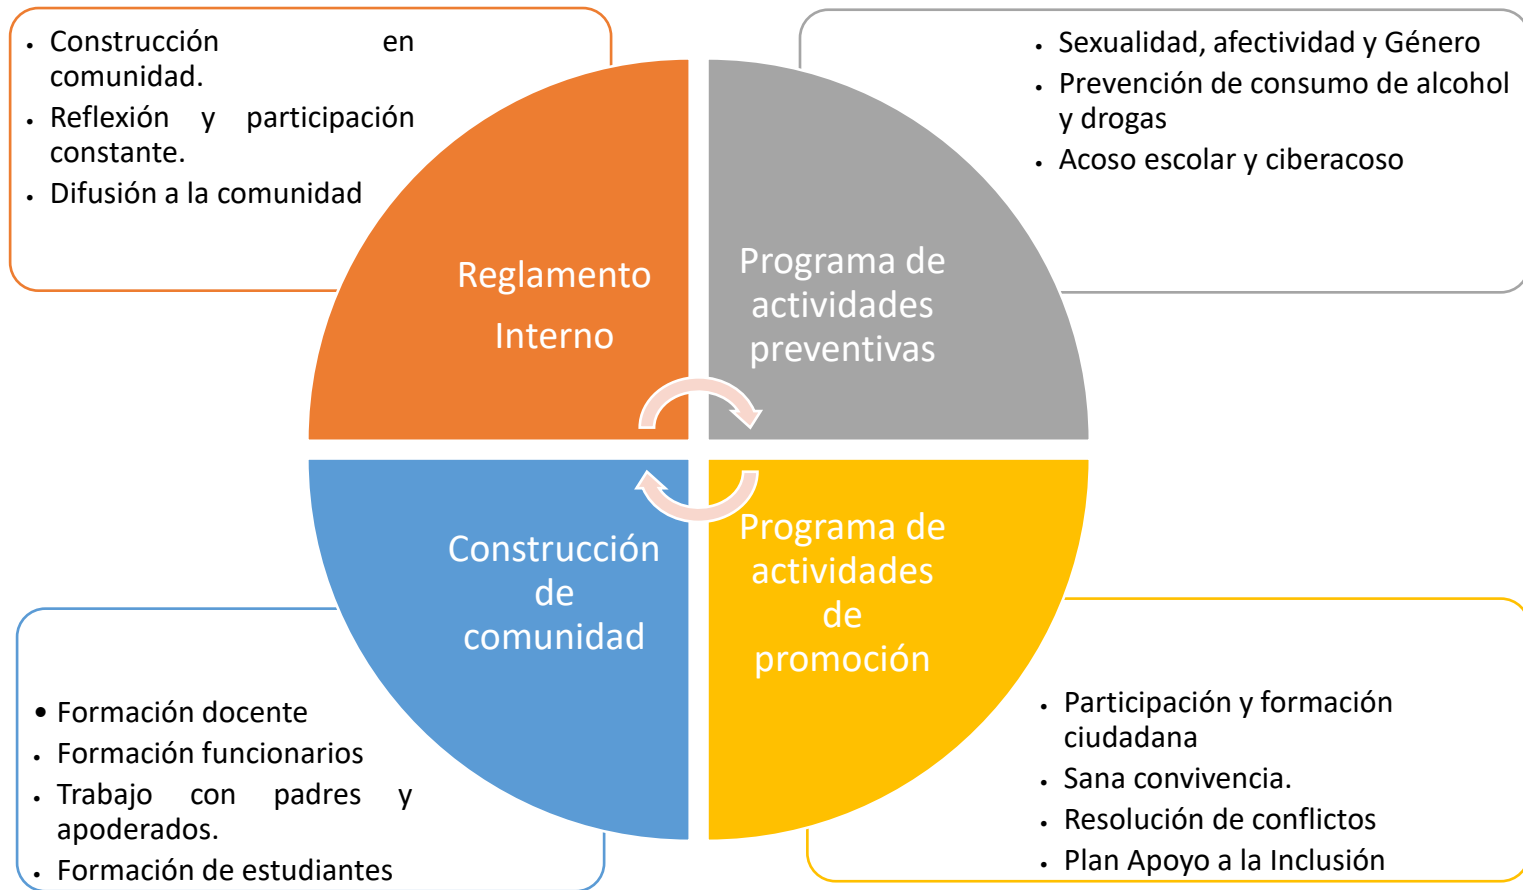 • Construcción en
comunidad.
• Reflexión y participación
constante.
• Difusión a la comunidad
Reglamento
Interno
• Sexualidad, afectividad y Género
• Prevención de consumo de alcohol
y drogas
• Acoso escolar y ciberacoso
Programa de
actividades
preventivas
Construcción
de
comunidad
• Formación docente
• Formación funcionarios
• Trabajo con padres y
apoderados.
• Formación de estudiantes
Programa de
actividades
de
promoción
• Participación y formación
ciudadana
• Sana convivencia.
• Resolución de conflictos
• Plan Apoyo a la Inclusión